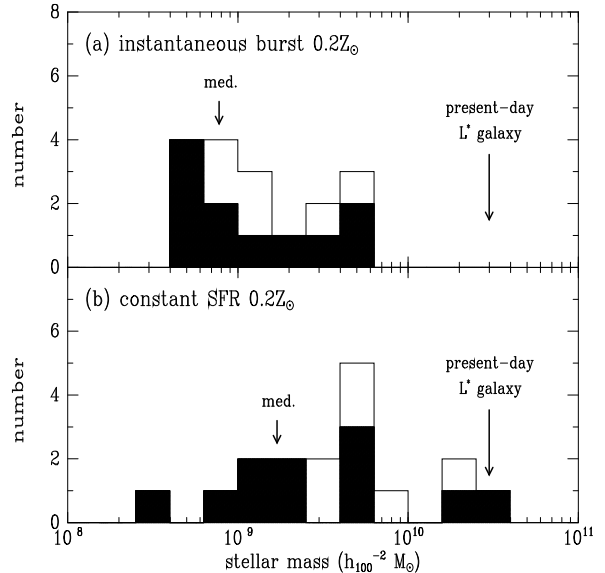 8
(a) instantaneous burst 0.2Z⊙
6
med.
present-day
L* galaxy
number
4
2
0
(b) constant SFR 0.2Z⊙
6
present-day
L* galaxy
number
4
med.
2
0
10^8
10^9
10^10
10^11
stellar mass (h_100^-2 M⊙)